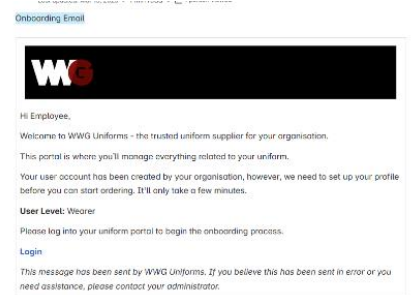 Onboarding Email
WWG
Hi Employee,
Welcome to WWG Uniforms - the trusted uniform supplier for your organisation.
This portal is where you'll manage everything related to your uniform.
Your user account has been created by your organisation, however, we need to set up your profile
before you can start ordering. It'll only take a few minutes.
User Level: Wearer
Please log into your uniform portal to begin the onboarding process.
Login
This message has been sent by WWG Uniforms. If you believe this has been sent in error or you
need assistance, please contact your administrator.